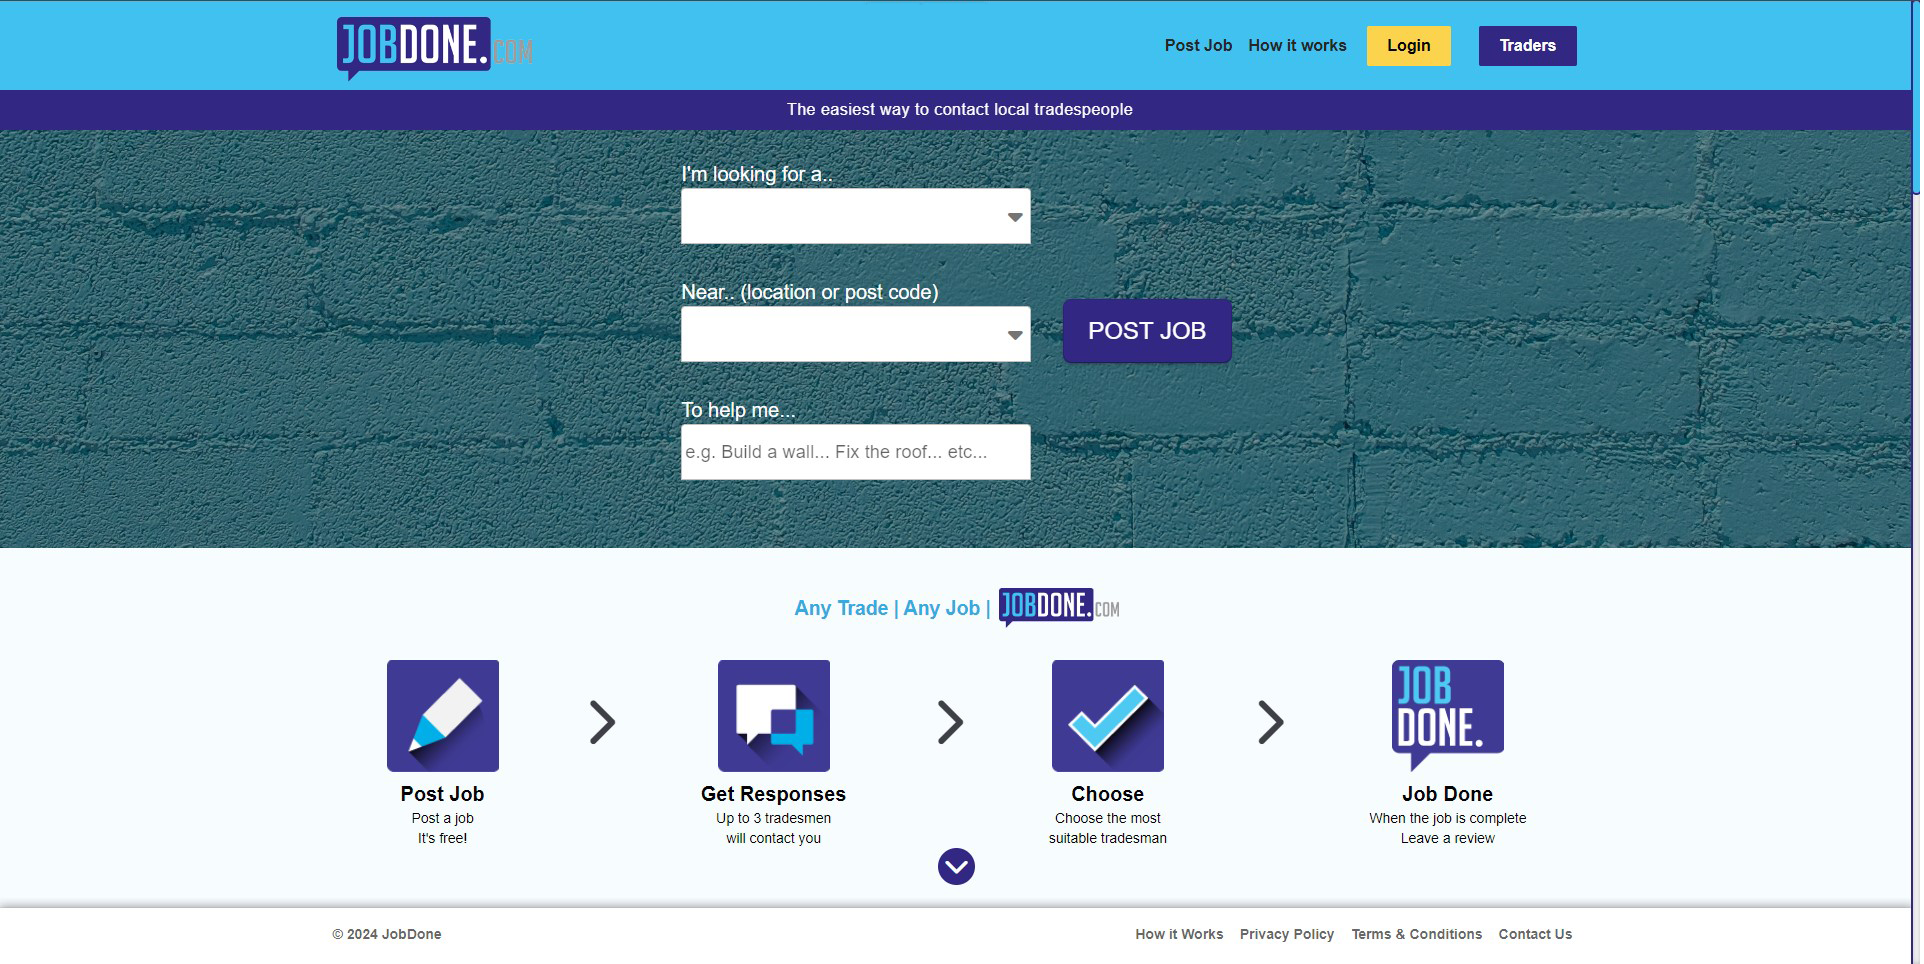 JOBDONE.COM
Post Job
How it works
Login
Traders
The easiest way to contact local tradespeople
I'm looking for a..
Near.. (location or post code)
POST JOB
To help me...
e.g. Build a wall... Fix the roof... etc...
Any Trade | Any Job | JOBDONE.COM
JOB
DONE.
Post Job
Post a job
It's free!
Get Responses
Up to 3 tradesmen
will contact you
Choose
Choose the most
suitable tradesman
Job Done
When the job is complete
Leave a review
© 2024 JobDone
How it Works
Privacy Policy
Terms & Conditions
Contact Us